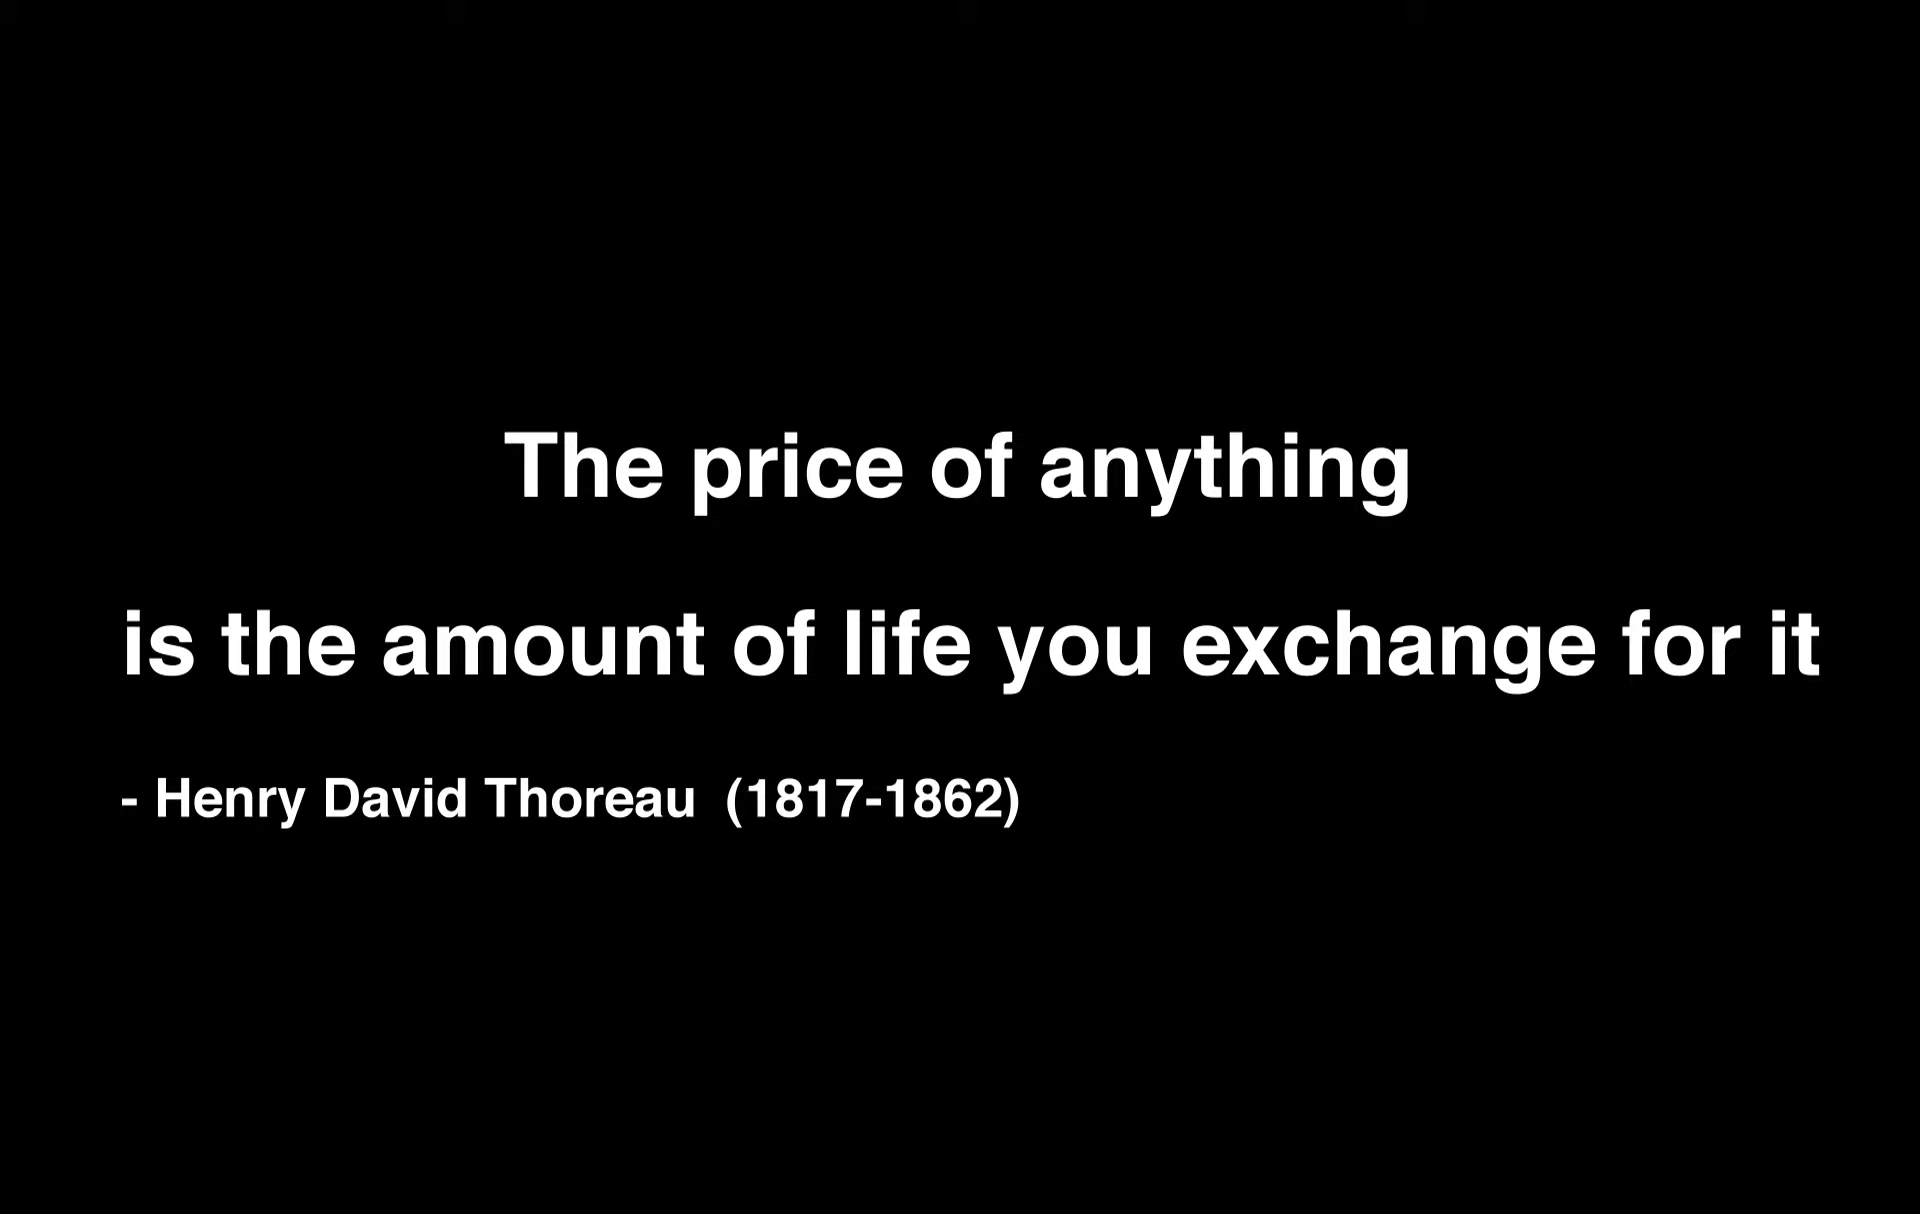 The price of anything
is the amount of life you exchange for it
- Henry David Thoreau  (1817-1862)